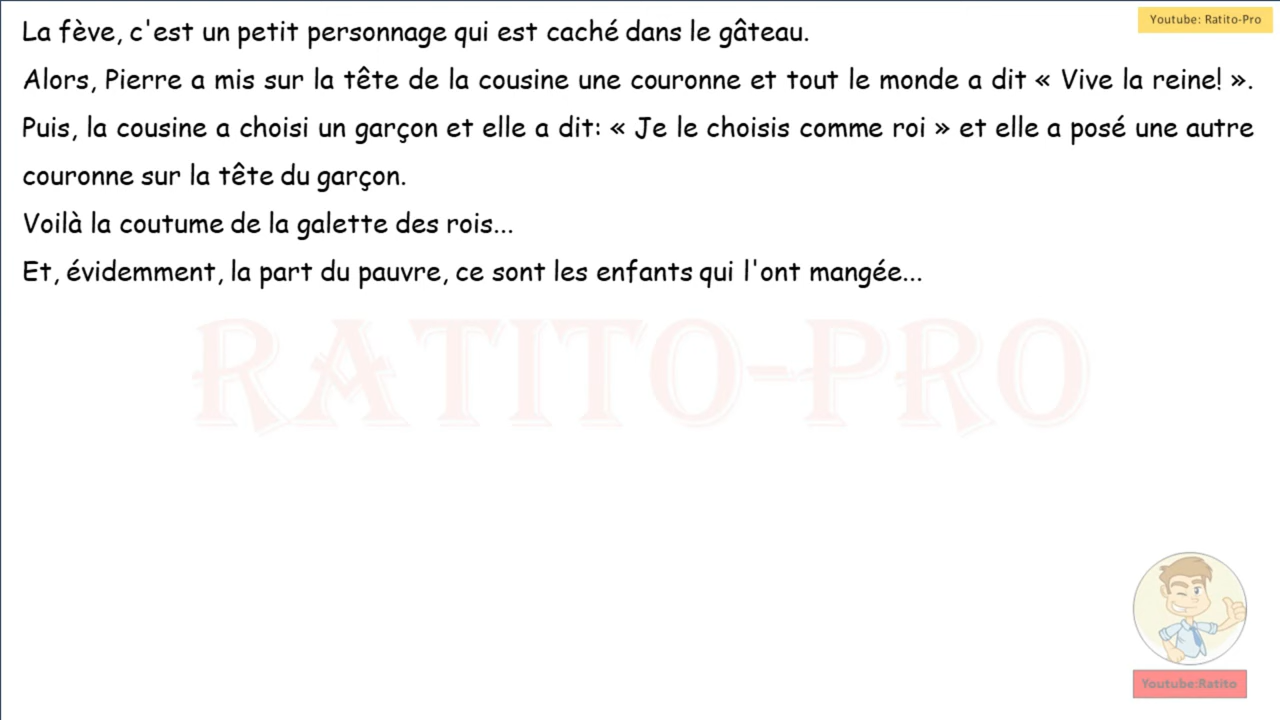 Youtube: Ratito-Pro
La fève, c'est un petit personnage qui est caché dans le gâteau.
Alors, Pierre a mis sur la tête de la cousine une couronne et tout le monde a dit « Vive la reine! ».
Puis, la cousine a choisi un garçon et elle a dit: « Je le choisis comme roi » et elle a posé une autre
couronne sur la tête du garçon.
Voilà la coutume de la galette des rois...
Et, évidemment, la part du pauvre, ce sont les enfants qui l'ont mangée...
RATITO-PRO
Youtube:Ratito